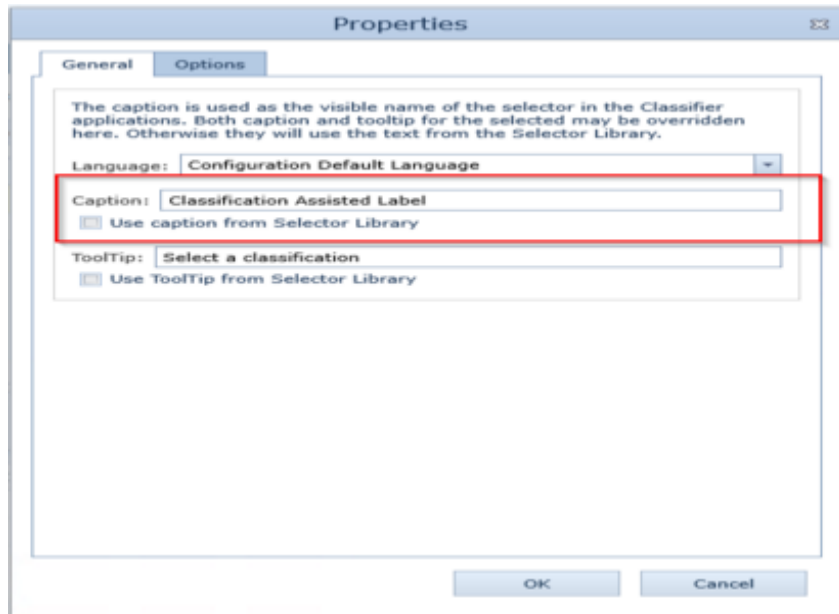 Properties
General Options
The caption is used as the visible name of the selector in the Classifier
applications. Both caption and tooltip for the selected may be overridden
here. Otherwise they will use the text from the Selector Library.
Language: Configuration Default Language
Caption: Classification Assisted Label
Use caption from Selector Library
ToolTip: Select a classification
Use ToolTip from Selector Library
OK Cancel